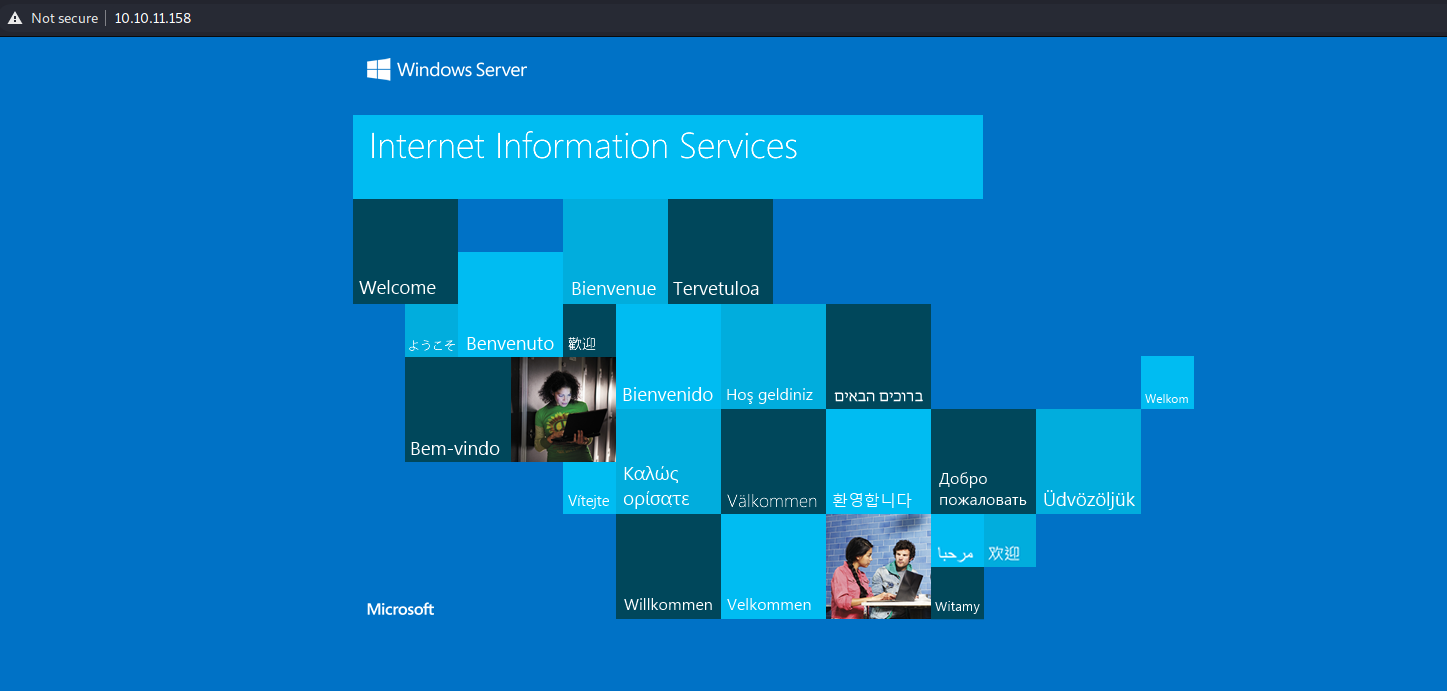 Not secure
10.10.11.158
Windows Server
Internet Information Services
Welcome
Bienvenue
Tervetuloa
ようこそ
Benvenuto
歡迎
Bienvenido
Hoş geldiniz
ברוכים הבאים
Welkom
Bem-vindo
Καλώς
ορίσατε
Välkommen
환영합니다
Добро
пожаловать
Üdvözöljük
Vítejte
Willkommen
Velkommen
مرحبا
欢迎
Witamy
Microsoft